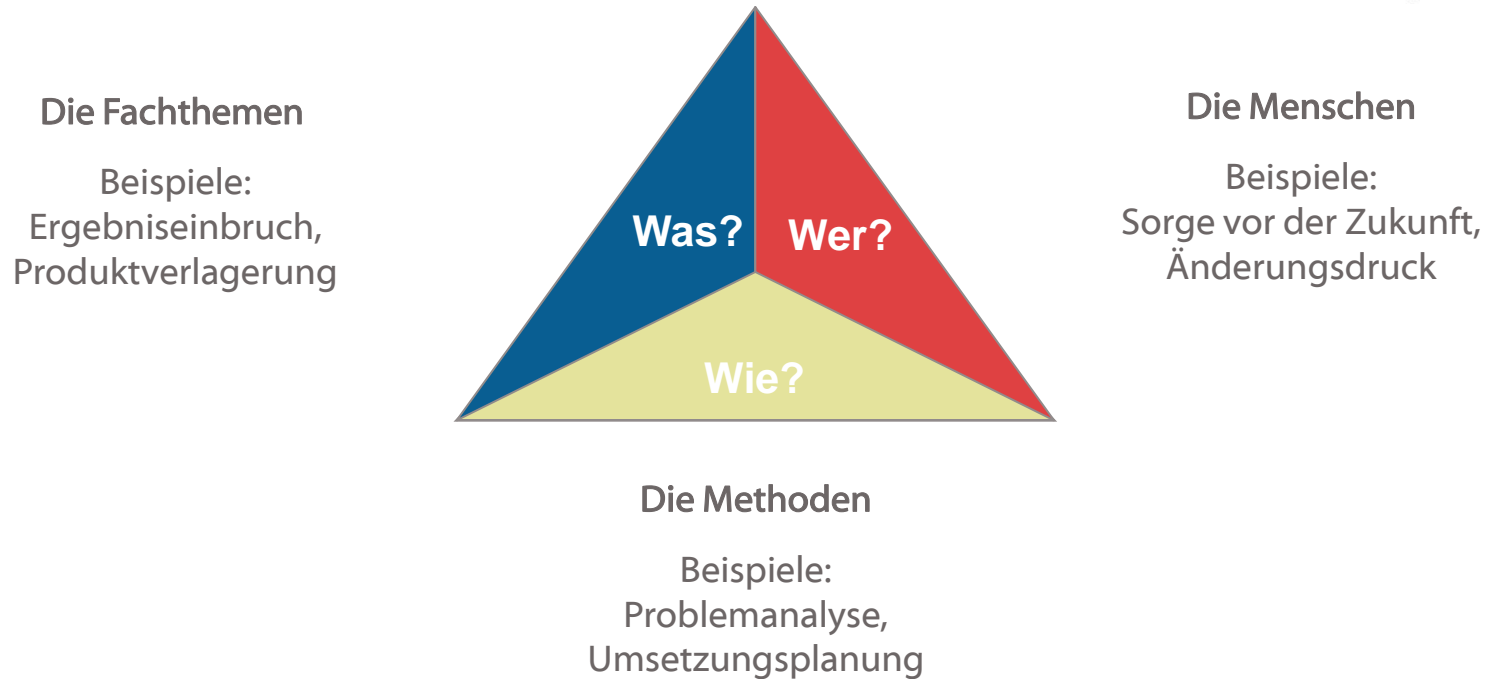 Die Fachthemen
Beispiele:
Ergebniseinbruch,
Produktverlagerung
Was?
Wer?
Wie?
Die Menschen
Beispiele:
Sorge vor der Zukunft,
Änderungsdruck
Die Methoden
Beispiele:
Problemanalyse,
Umsetzungsplanung